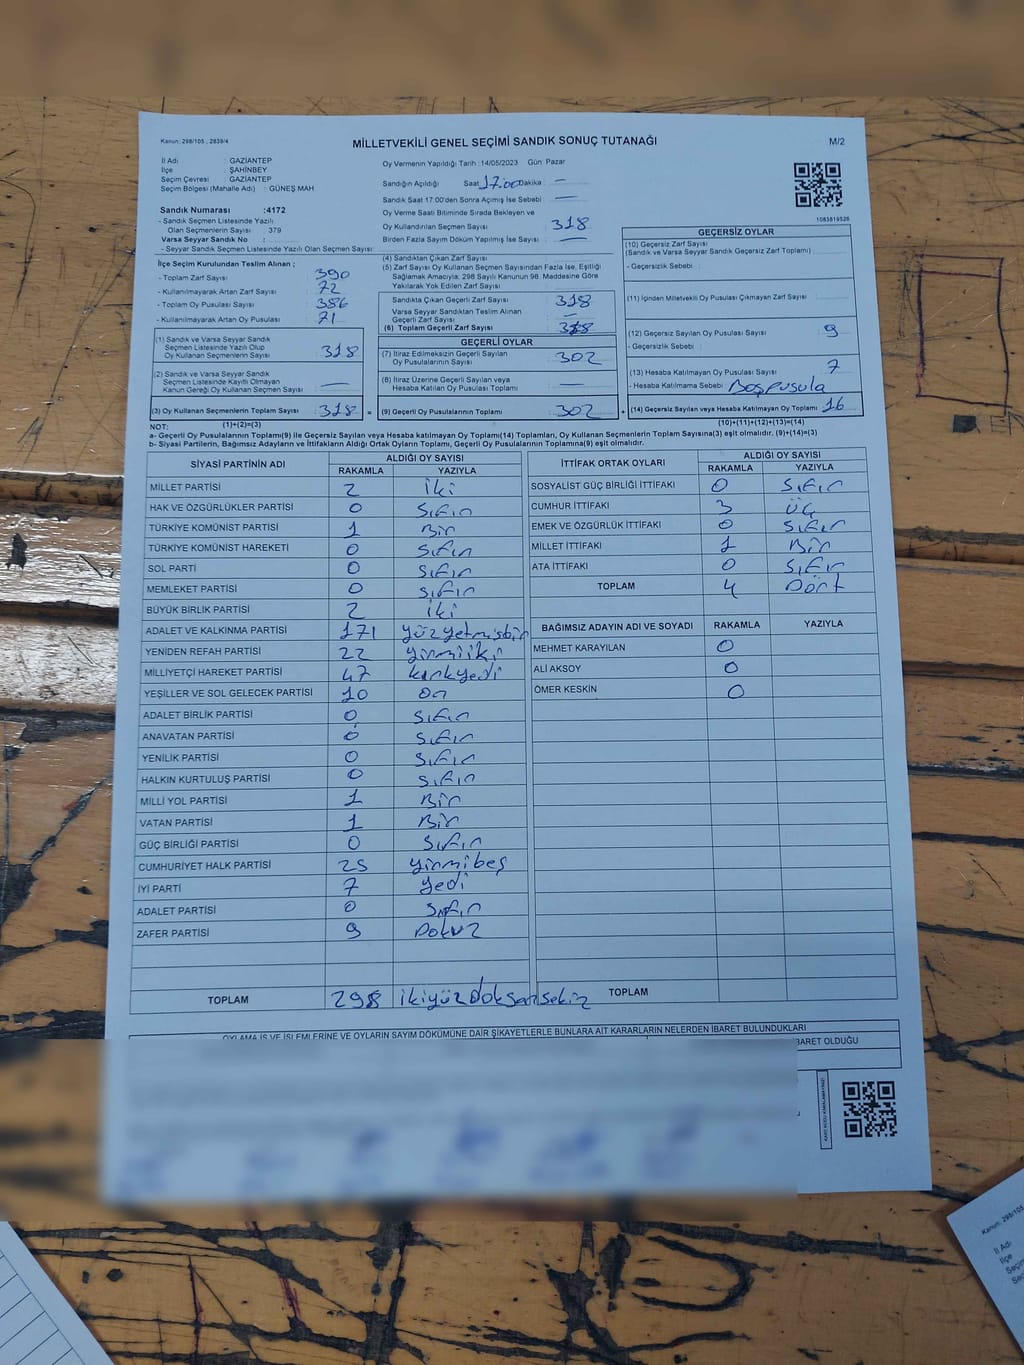 Kanun: 298/105 , 2839/4
MİLLETVEKİLİ GENEL SEÇİMİ SANDIK SONUÇ TUTANAĞI
M/2
İl Adı : GAZİANTEP
İlçe : ŞAHİNBEY
Seçim Çevresi : GAZİANTEP
Seçim Bölgesi (Mahalle Adı) : GÜNEŞ MAH
Sandık Numarası :4172
- Sandık Seçmen Listesinde Yazılı
Olan Seçmenlerin Sayısı : 379
Varsa Seyyar Sandık No :
- Seyyar Sandık Seçmen Listesinde Yazılı Olan Seçmen Sayısı:
İlçe Seçim Kurulundan Teslim Alınan ;
- Toplam Zarf Sayısı : 390
- Kullanılmayarak Artan Zarf Sayısı : 72
- Toplam Oy Pusulası Sayısı : 386
- Kullanılmayarak Artan Oy Pusulası : 71
(1) Sandık ve Varsa Seyyar Sandık
Seçmen Listesinde Yazılı Olup
Oy Kullanan Seçmenlerin Sayısı : 318
(2) Sandık ve Varsa Seyyar Sandık
Seçmen Listesinde Kayıtlı Olmayan
Kanun Gereği Oy Kullanan Seçmen Sayısı : —
(3) Oy Kullanan Seçmenlerin Toplam Sayısı : 318 =
Oy Vermenin Yapıldığı Tarih :14/05/2023 Gün: Pazar
Sandığın Açıldığı Saat 17:00 Dakika : —
Sandık Saat 17:00'den Sonra Açılmış İse Sebebi : —
Oy Verme Saati Bitiminde Sırada Bekleyen ve
Oy Kullandırılan Seçmen Sayısı : 318
Birden Fazla Sayım Döküm Yapılmış İse Sayısı : —
(4) Sandıktan Çıkan Zarf Sayısı :
(5) Zarf Sayısı Oy Kullanan Seçmen Sayısından Fazla İse, Eşitliği
Sağlamak Amacıyla; 298 Sayılı Kanunun 98. Maddesine Göre
Yakılarak Yok Edilen Zarf Sayısı :
Sandıkta Çıkan Geçerli Zarf Sayısı : 318
Varsa Seyyar Sandıktan Teslim Alınan
Geçerli Zarf Sayısı : —
(6) Toplam Geçerli Zarf Sayısı : 318
GEÇERLİ OYLAR
(7) İtiraz Edilmeksizin Geçerli Sayılan
Oy Pusulalarının Sayısı : 302
(8) İtiraz Üzerine Geçerli Sayılan veya
Hesaba Katılan Oy Pusulası Toplamı : —
(9) Geçerli Oy Pusulalarının Toplamı : 302 +
1083819526
GEÇERSİZ OYLAR
(10) Geçersiz Zarf Sayısı
(Sandık ve Varsa Seyyar Sandık Geçersiz Zarf Toplamı) :
- Geçersizlik Sebebi :
(11) İçinden Milletvekili Oy Pusulası Çıkmayan Zarf Sayısı :
(12) Geçersiz Sayılan Oy Pusulası Sayısı : 9
- Geçersizlik Sebebi :
(13) Hesaba Katılmayan Oy Pusulası Sayısı : 7
- Hesaba Katılmama Sebebi : Boş pusula
(14) Geçersiz Sayılan veya Hesaba Katılmayan Oy Toplamı : 16
NOT: (1)+(2)=(3) (10)+(11)+(12)+(13)=(14)
a- Geçerli Oy Pusulalarının Toplamı(9) ile Geçersiz Sayılan veya Hesaba katılmayan Oy Toplamı(14) Toplamları, Oy Kullanan Seçmenlerin Toplam Sayısına(3) eşit olmalıdır. (9)+(14)=(3)
b- Siyasi Partilerin, Bağımsız Adayların ve İttifakların Aldığı Ortak Oyların Toplamı, Geçerli Oy Pusulalarının Toplamına(9) eşit olmalıdır.
SİYASİ PARTİNİN ADI ALDIĞI OY SAYISI
RAKAMLA YAZIYLA
MİLLET PARTİSİ 2 iki
HAK VE ÖZGÜRLÜKLER PARTİSİ 0 sıfır
TÜRKİYE KOMÜNİST PARTİSİ 1 Bir
TÜRKİYE KOMÜNİST HAREKETİ 0 sıfır
SOL PARTİ 0 sıfır
MEMLEKET PARTİSİ 0 sıfır
BÜYÜK BİRLİK PARTİSİ 2 iki
ADALET VE KALKINMA PARTİSİ 171 yüzyetmişbir
YENİDEN REFAH PARTİSİ 22 yirmiiki
MİLLİYETÇİ HAREKET PARTİSİ 47 kırkyedi
YEŞİLLER VE SOL GELECEK PARTİSİ 10 on
ADALET BİRLİK PARTİSİ 0 sıfır
ANAVATAN PARTİSİ 0 sıfır
YENİLİK PARTİSİ 0 sıfır
HALKIN KURTULUŞ PARTİSİ 0 sıfır
MİLLİ YOL PARTİSİ 1 Bir
VATAN PARTİSİ 1 Bir
GÜÇ BİRLİĞİ PARTİSİ 0 sıfır
CUMHURİYET HALK PARTİSİ 25 yirmibeş
İYİ PARTİ 7 yedi
ADALET PARTİSİ 0 sıfır
ZAFER PARTİSİ 9 Dokuz
TOPLAM 298 ikiyüzdoksansekiz
İTTİFAK ORTAK OYLARI ALDIĞI OY SAYISI
RAKAMLA YAZIYLA
SOSYALİST GÜÇ BİRLİĞİ İTTİFAKI 0 sıfır
CUMHUR İTTİFAKI 3 üç
EMEK VE ÖZGÜRLÜK İTTİFAKI 0 sıfır
MİLLET İTTİFAKI 1 Bir
ATA İTTİFAKI 0 sıfır
TOPLAM 4 Dört
BAĞIMSIZ ADAYIN ADI VE SOYADI RAKAMLA YAZIYLA
MEHMET KARAYILAN 0
ALİ AKSOY 0
ÖMER KESKİN 0
TOPLAM
OYLAMA İŞ VE İŞLEMLERİNE VE OYLARIN SAYIM DÖKÜMÜNE DAİR ŞİKAYETLERLE BUNLARA AİT KARARLARIN NELERDEN İBARET BULUNDUKLARI
BARET OLDUĞU
Kanun: 298/105
İl Adı
İlçe